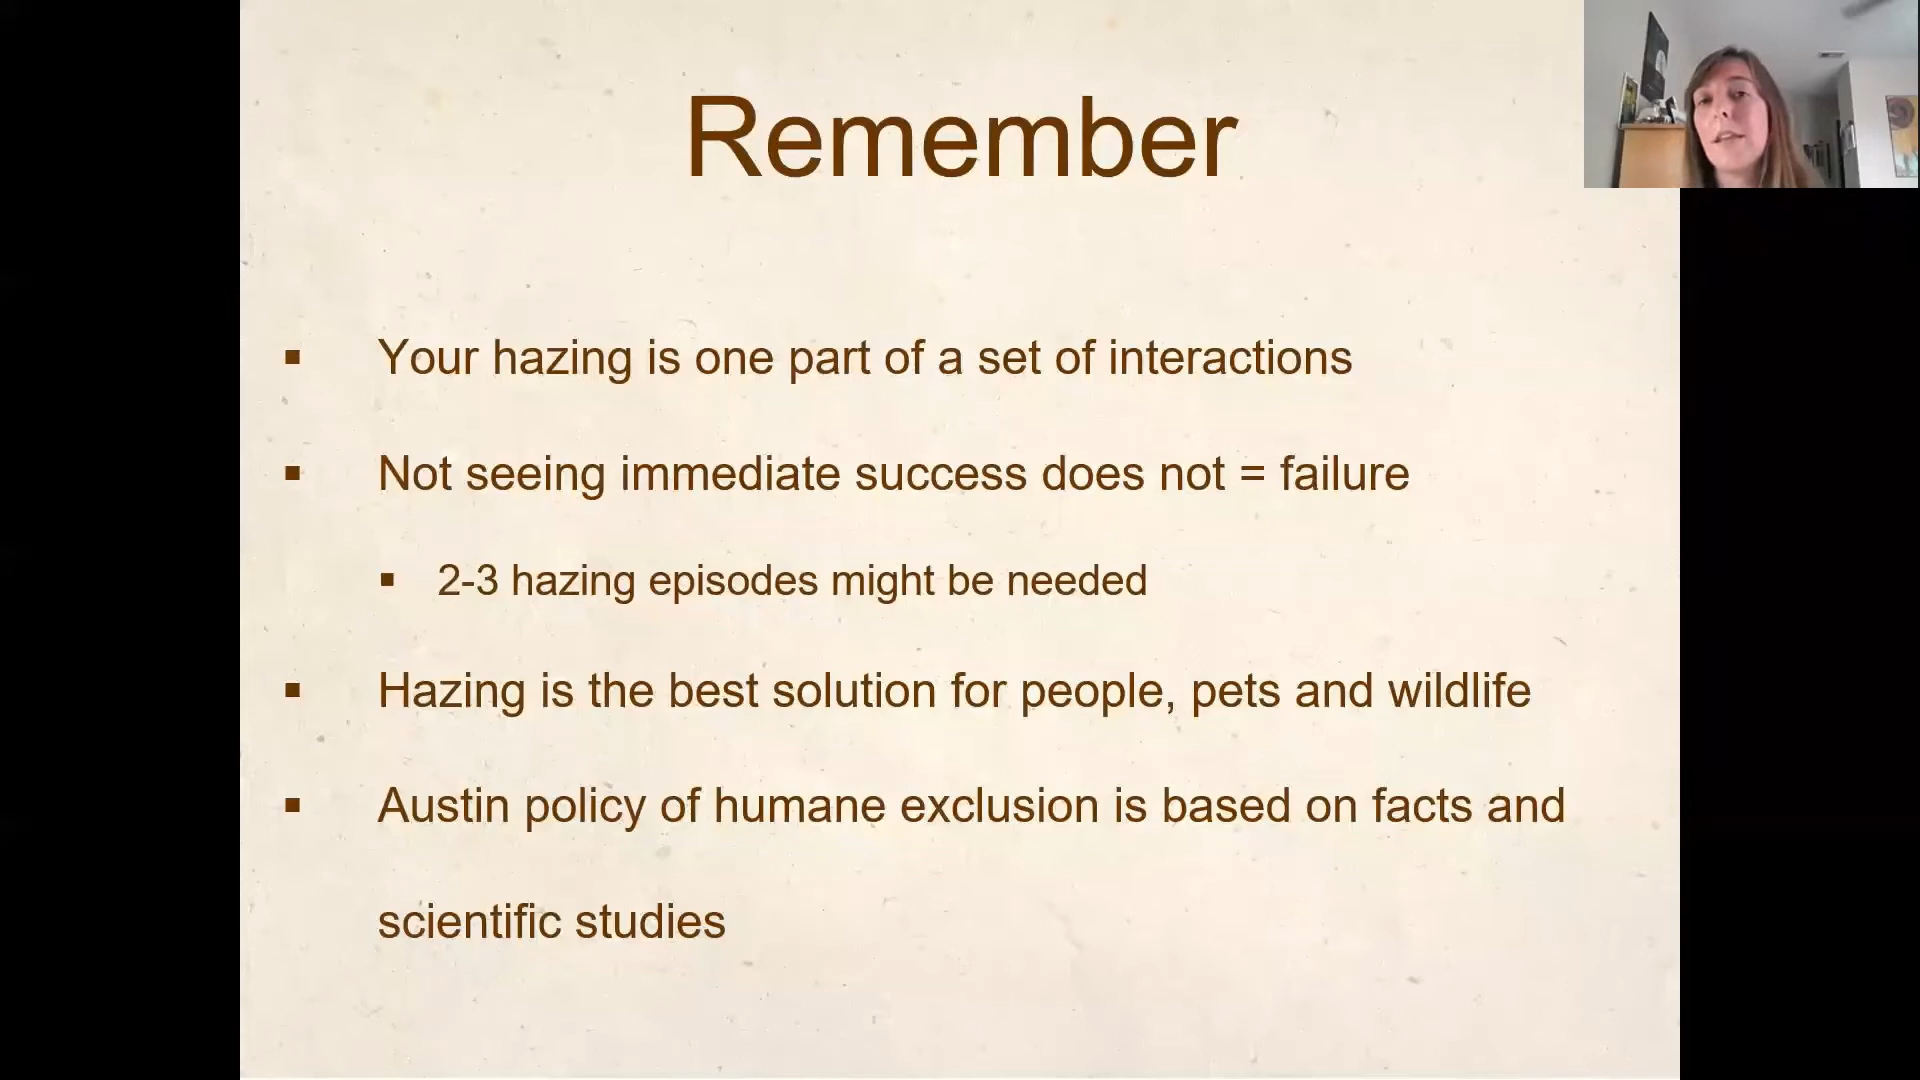 Remember
Your hazing is one part of a set of interactions
Not seeing immediate success does not = failure
2-3 hazing episodes might be needed
Hazing is the best solution for people, pets and wildlife
Austin policy of humane exclusion is based on facts and
scientific studies